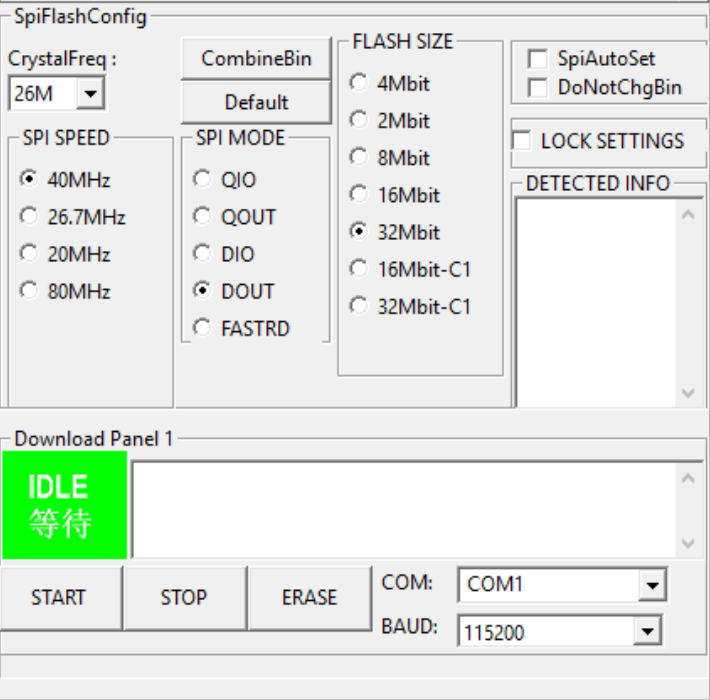 SpiFlashConfig
CrystalFreq :
26M
CombineBin
Default
SPI SPEED
40MHz
26.7MHz
20MHz
80MHz
SPI MODE
QIO
QOUT
DIO
DOUT
FASTRD
FLASH SIZE
4Mbit
2Mbit
8Mbit
16Mbit
32Mbit
16Mbit-C1
32Mbit-C1
SpiAutoSet
DoNotChgBin
LOCK SETTINGS
DETECTED INFO
Download Panel 1
IDLE
等待
START
STOP
ERASE
COM:
COM1
BAUD:
115200